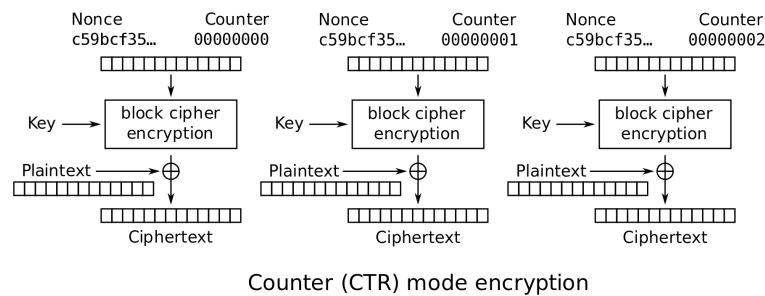 Nonce Counter
c59bcf35… 00000000
Key
block cipher
encryption
Plaintext
Ciphertext
Nonce Counter
c59bcf35… 00000001
Key
block cipher
encryption
Plaintext
Ciphertext
Nonce Counter
c59bcf35… 00000002
Key
block cipher
encryption
Plaintext
Ciphertext
Counter (CTR) mode encryption